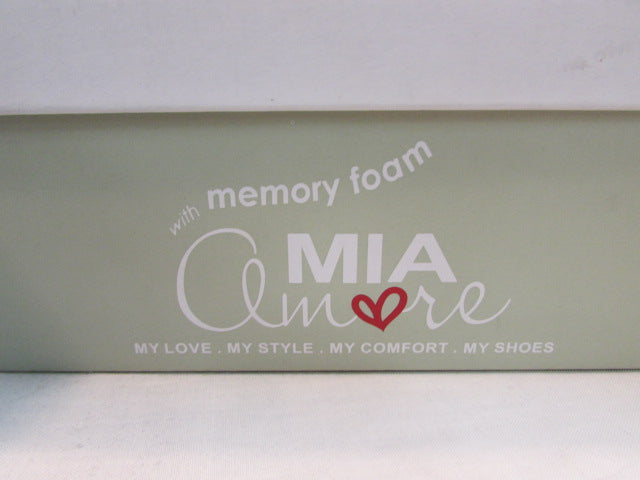 with memory foam
MIA
amore
MY LOVE . MY STYLE . MY COMFORT . MY SHOES